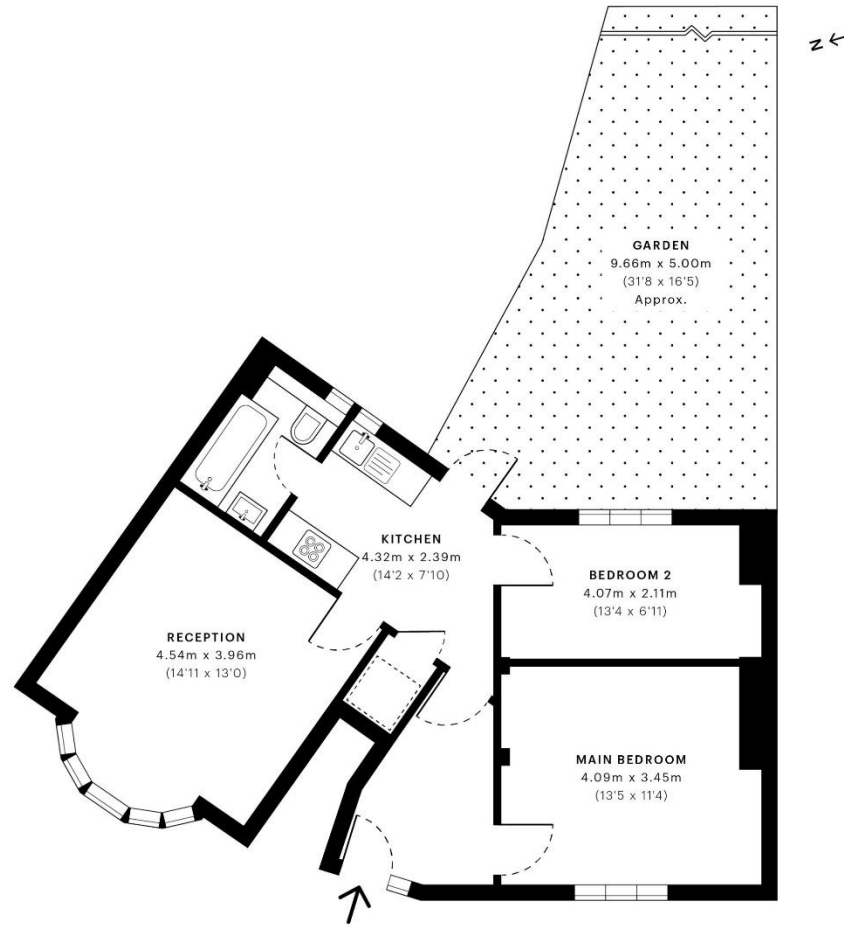 N
GARDEN
9.66m x 5.00m
(31'8 x 16'5)
Approx.
KITCHEN
4.32m x 2.39m
(14'2 x 7'10)
BEDROOM 2
4.07m x 2.11m
(13'4 x 6'11)
RECEPTION
4.54m x 3.96m
(14'11 x 13'0)
MAIN BEDROOM
4.09m x 3.45m
(13'5 x 11'4)